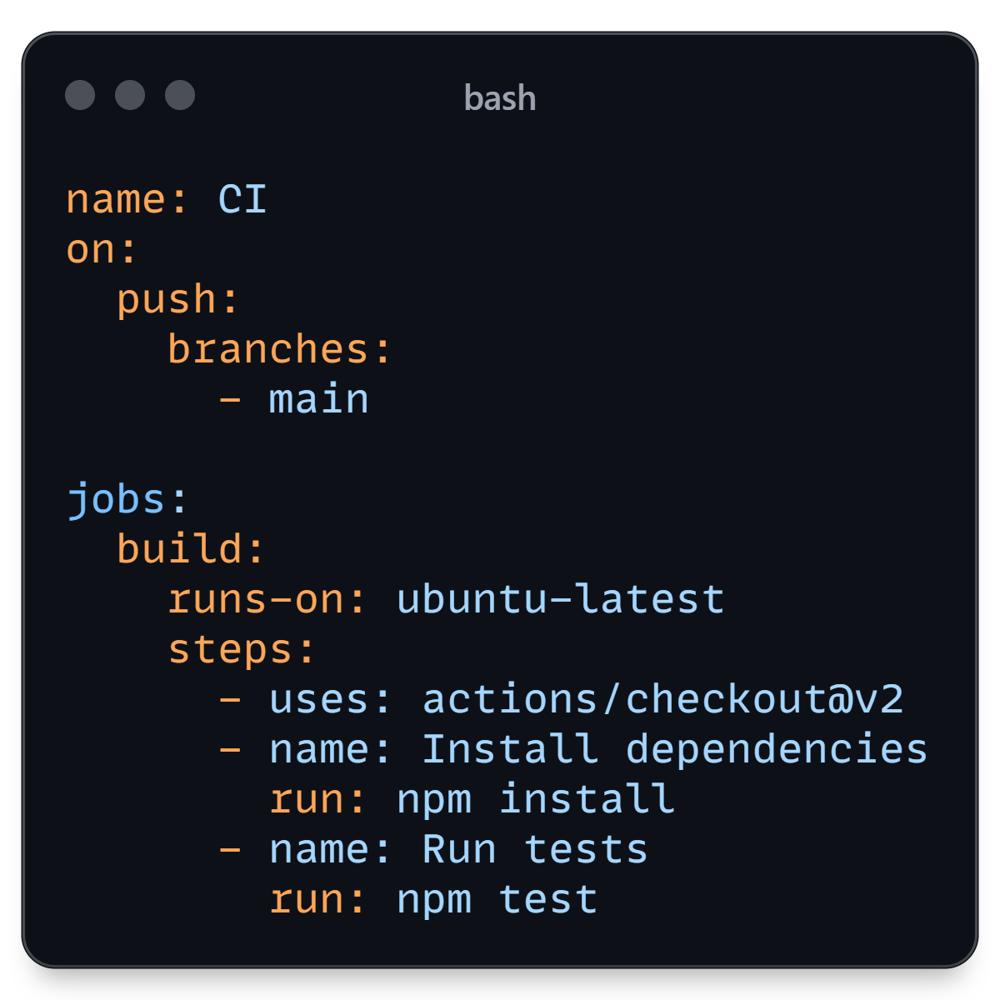 bash
name: CI
on:
  push:
    branches:
      - main

jobs:
  build:
    runs-on: ubuntu-latest
    steps:
      - uses: actions/checkout@v2
      - name: Install dependencies
        run: npm install
      - name: Run tests
        run: npm test